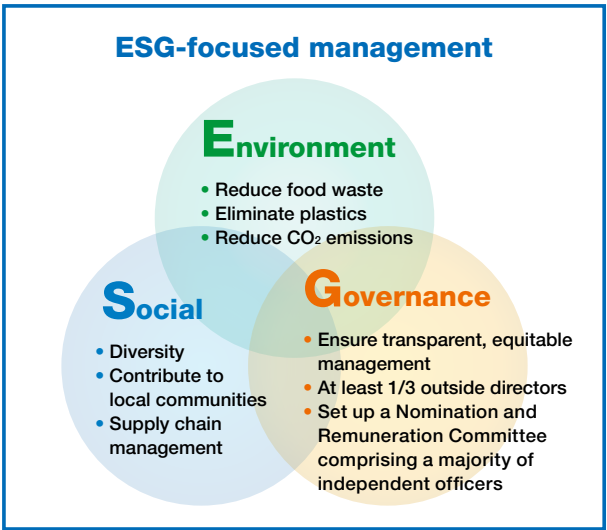 ESG-focused management
Environment
• Reduce food waste
• Eliminate plastics
• Reduce CO₂ emissions
Social
• Diversity
• Contribute to
local communities
• Supply chain
management
Governance
• Ensure transparent, equitable
management
• At least 1/3 outside directors
• Set up a Nomination and
Remuneration Committee
comprising a majority of
independent officers